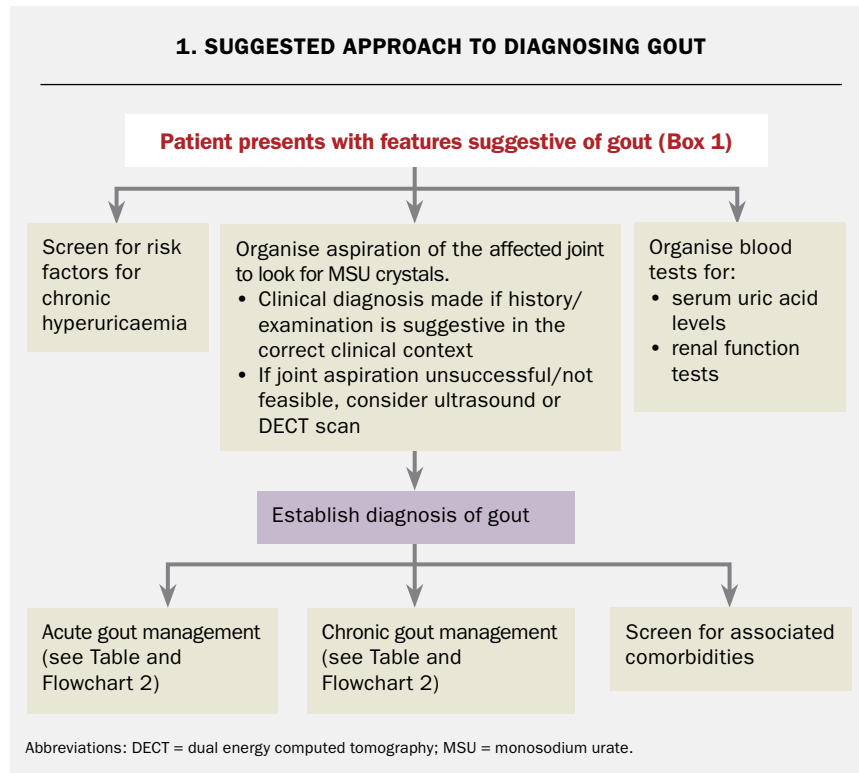 1. SUGGESTED APPROACH TO DIAGNOSING GOUT
Patient presents with features suggestive of gout (Box 1)
Screen for risk
factors for
chronic
hyperuricaemia
Organise aspiration of the affected joint
to look for MSU crystals.
• Clinical diagnosis made if history/
examination is suggestive in the
correct clinical context
• If joint aspiration unsuccessful/not
feasible, consider ultrasound or
DECT scan
Organise blood
tests for:
• serum uric acid
levels
• renal function
tests
Establish diagnosis of gout
Acute gout management
(see Table and
Flowchart 2)
Chronic gout management
(see Table and
Flowchart 2)
Screen for associated
comorbidities
Abbreviations: DECT = dual energy computed tomography; MSU = monosodium urate.